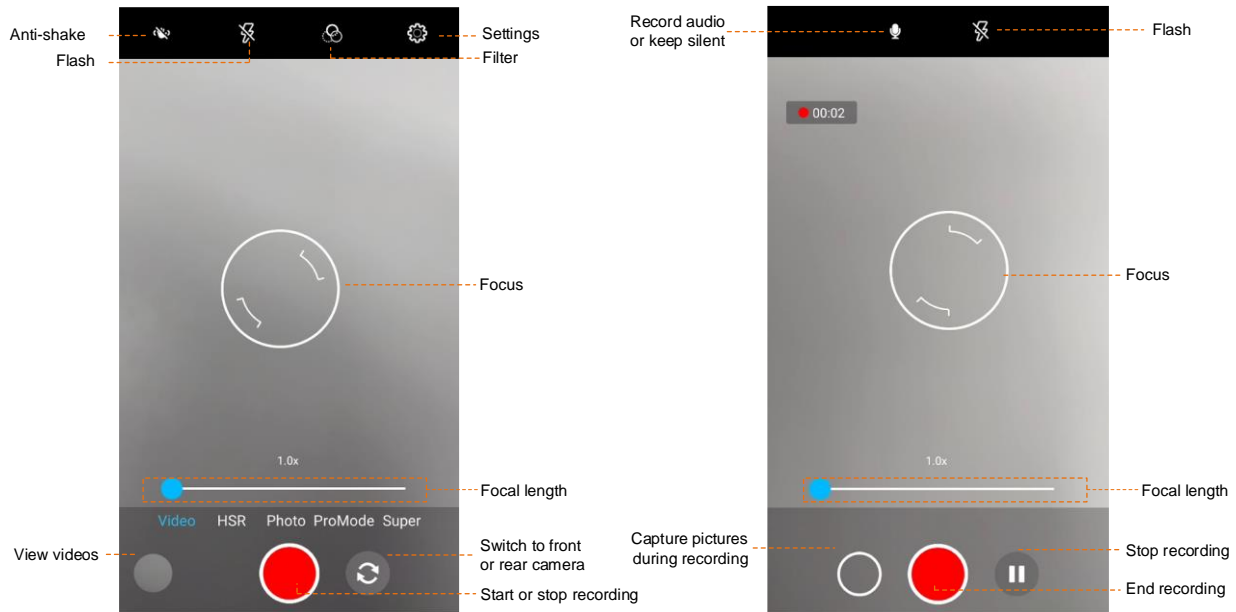 Anti-shake
Flash
Settings
Filter
Focus
1.0x
Focal length
Video HSR Photo ProMode Super
View videos
Switch to front
or rear camera
Start or stop recording
Record audio
or keep silent
Flash
00:02
Focus
1.0x
Focal length
Capture pictures
during recording
Stop recording
End recording